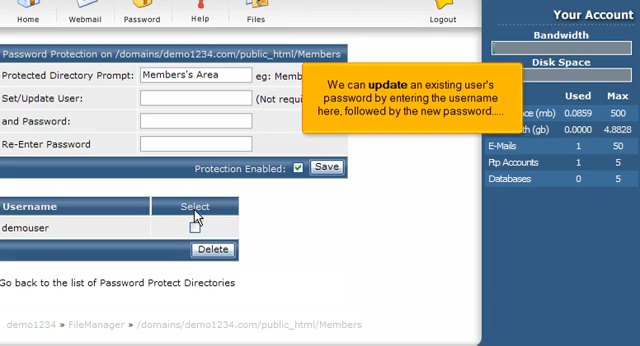 Home Webmail Password Help Files Logout
Your Account
Bandwidth
Disk Space
Used Max
(mb) 0.0859 500
(gb) 0.0000 4.8828
E-Mails 1 50
Ftp Accounts 1 5
Databases 0 5
Password Protection on /domains/demo1234.com/public_html/Members
Protected Directory Prompt: Members's Area eg:
Set/Update User: (Not
and Password:
Re-Enter Password
Protection Enabled: Save
We can update an existing user's
password by entering the username
here, followed by the new password.....
Username Select
demouser
Delete
Go back to the list of Password Protect Directories
demo1234 » FileManager » /domains/demo1234.com/public_html/Members